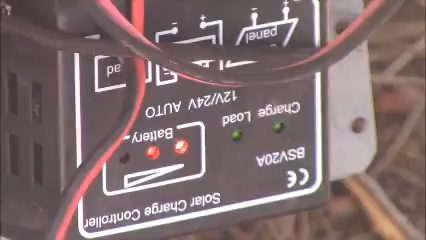 Solar Charge Controller
CE
BSV20A
Battery
Charge Load
12V/24V AUTO
panel